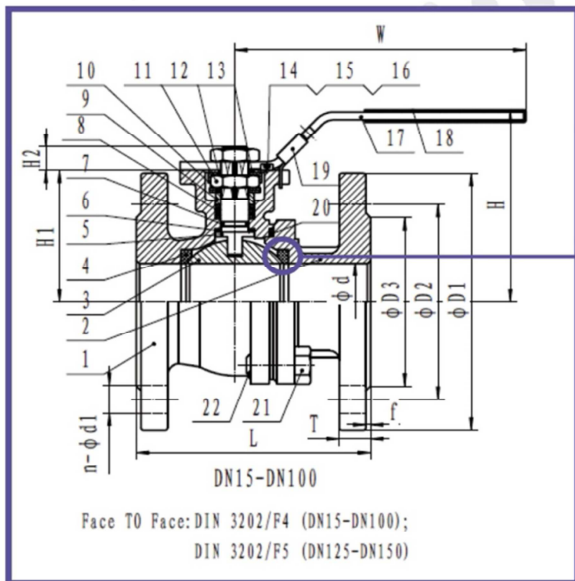 W
10 11 12 13 14 15 16
9
8
H2
17 18
7
19
6
20
5
H
H1
4
3
φd
φD3
φD2
φD1
2
1
n-φd1
22 21
T f
L
DN15-DN100
Face TO Face: DIN 3202/F4 (DN15-DN100);
DIN 3202/F5 (DN125-DN150)